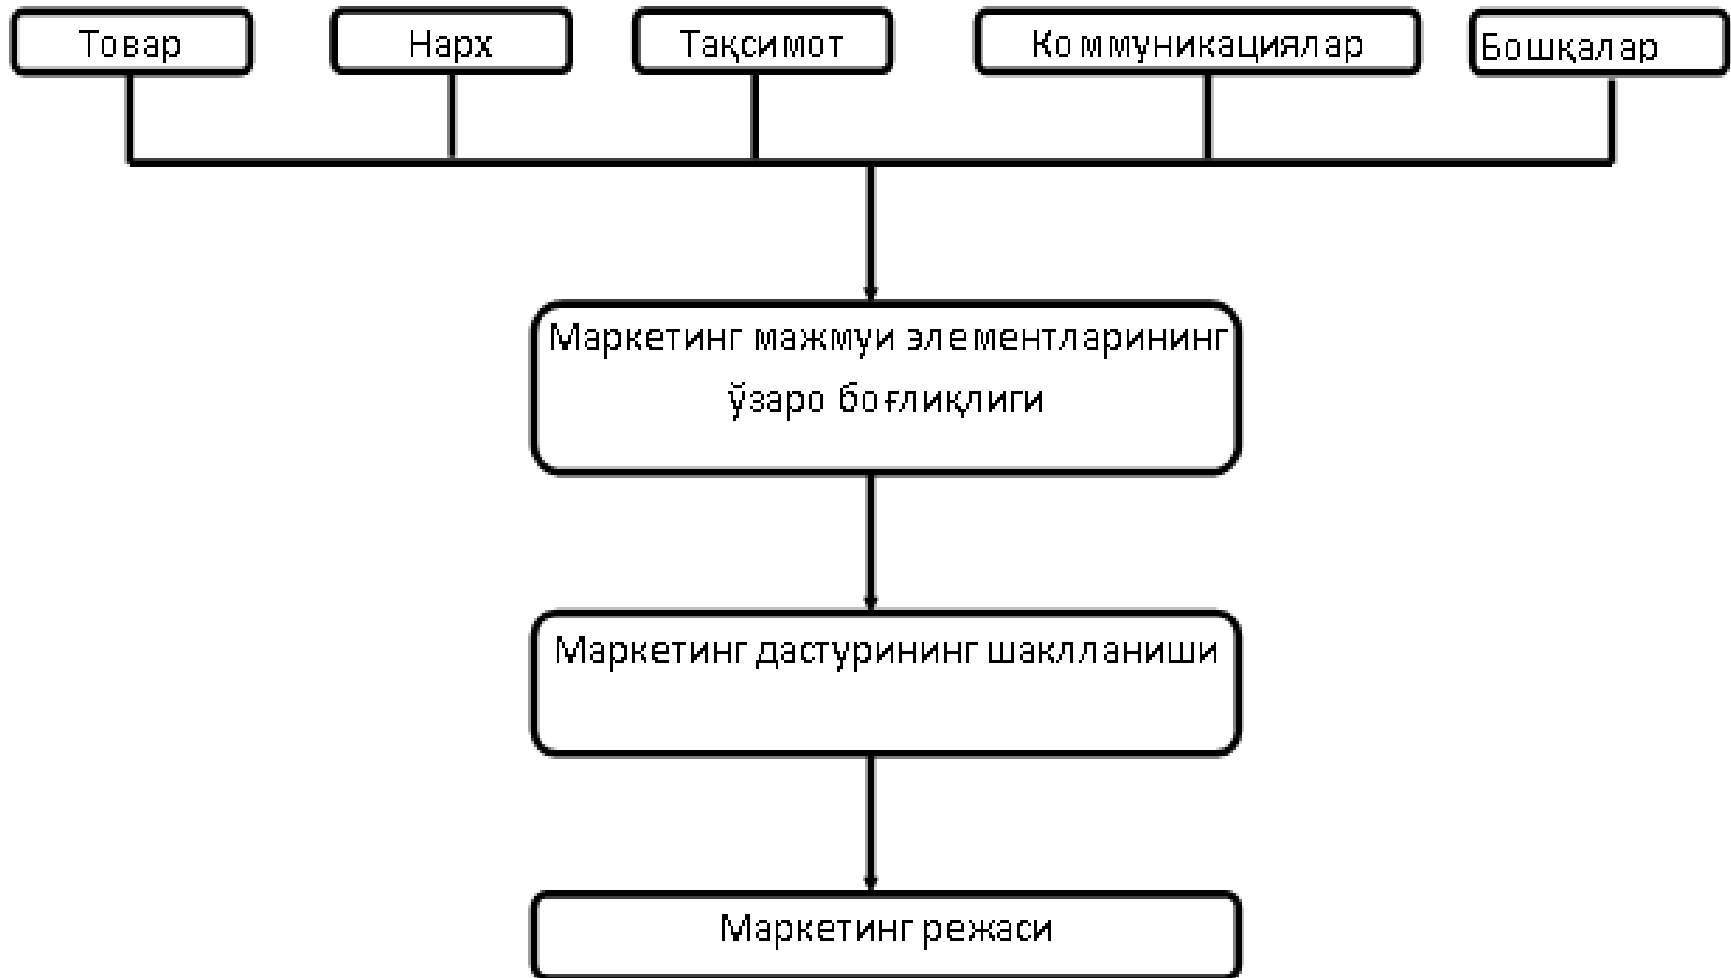 Товар
Нарх
Тақсимот
Коммуникациялар
Бошқалар
Маркетинг мажмуи элементларининг
ўзаро боғлиқлиги
Маркетинг дастурининг шаклланиши
Маркетинг режаси